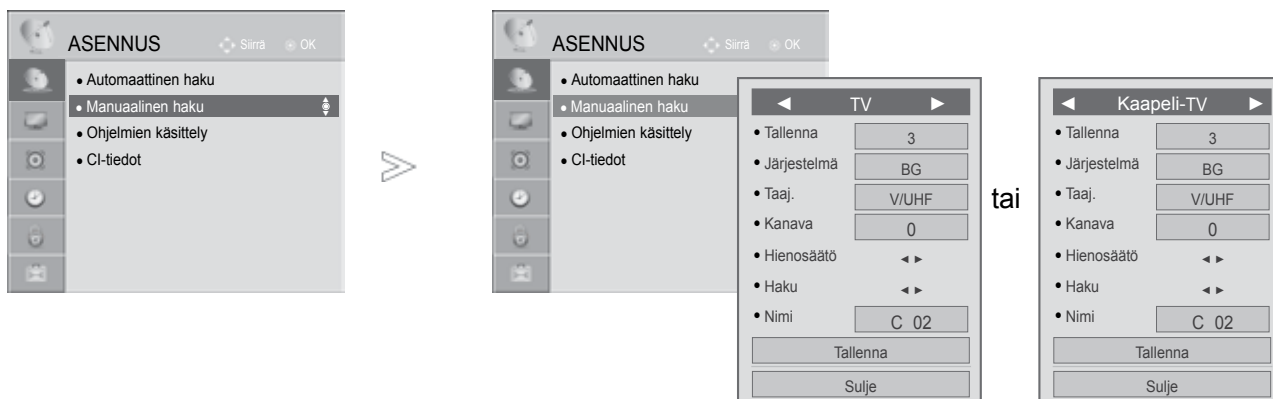 ASENNUS Siirrä OK
• Automaattinen haku
• Manuaalinen haku
• Ohjelmien käsittely
• CI-tiedot
ASENNUS Siirrä OK
• Automaattinen haku
• Manuaalinen haku
• Ohjelmien käsittely
• CI-tiedot
◄ TV ►
• Tallenna 3
• Järjestelmä BG
• Taaj. V/UHF
• Kanava 0
• Hienosäätö ◄ ►
• Haku ◄ ►
• Nimi C 02
Tallenna
Sulje
tai
◄ Kaapeli-TV ►
• Tallenna 3
• Järjestelmä BG
• Taaj. V/UHF
• Kanava 0
• Hienosäätö ◄ ►
• Haku ◄ ►
• Nimi C 02
Tallenna
Sulje